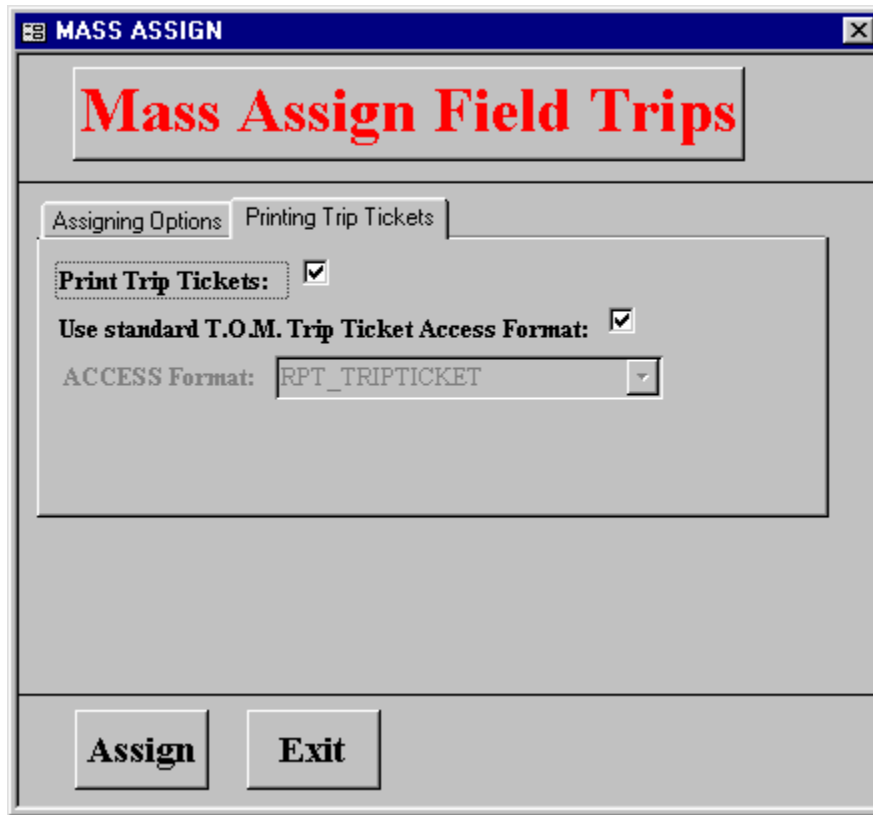 MASS ASSIGN
Mass Assign Field Trips
Assigning Options Printing Trip Tickets
Print Trip Tickets:
Use standard T.O.M. Trip Ticket Access Format:
ACCESS Format: RPT_TRIPTICKET
Assign Exit